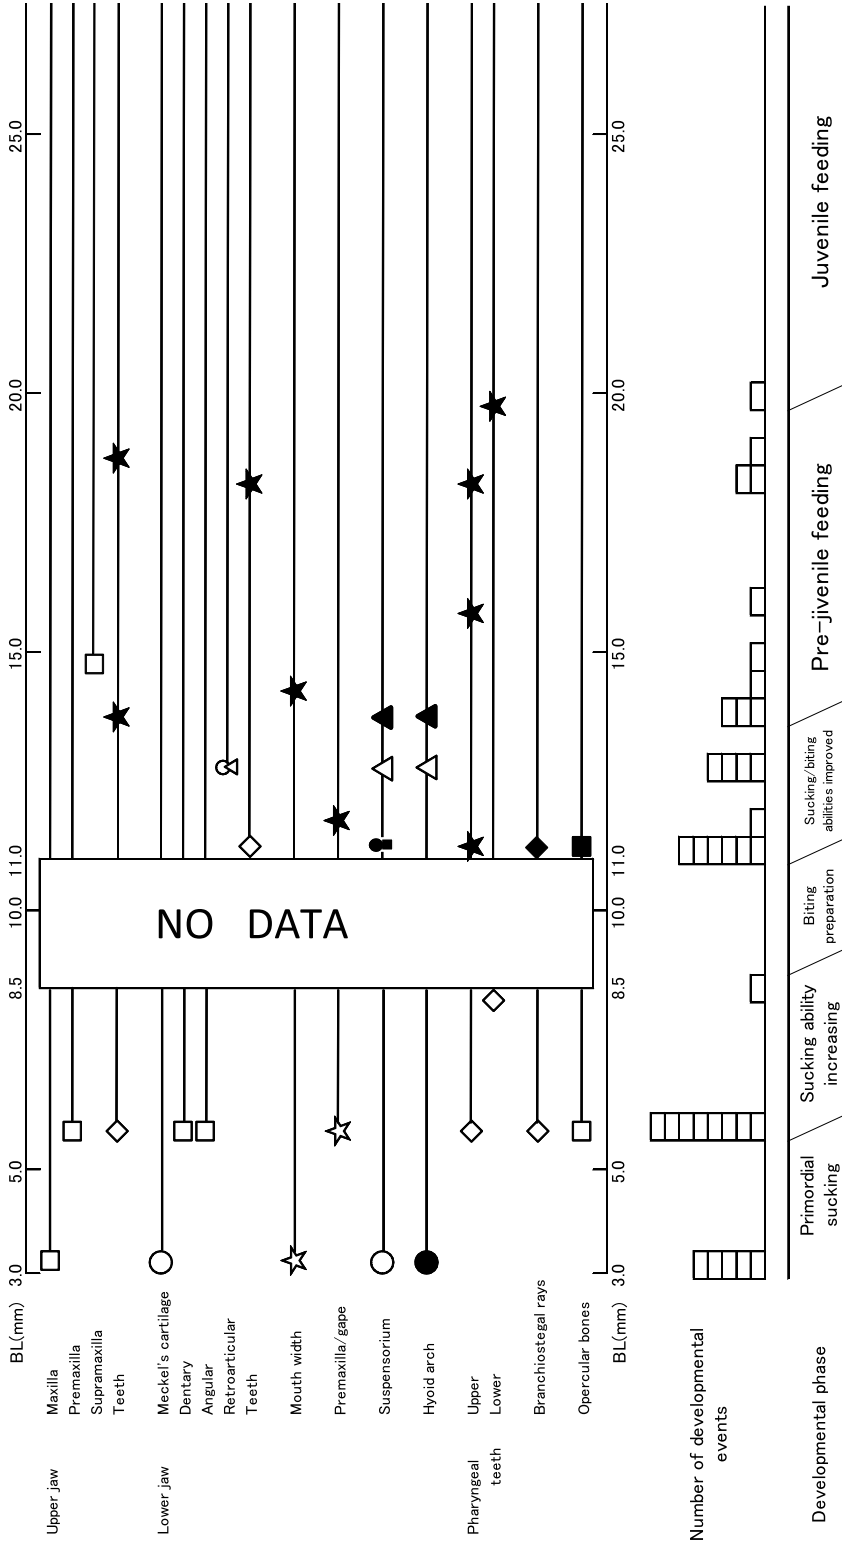 BL(mm)
3.0
5.0
8.5
10.0
11.0
15.0
20.0
25.0
Upper jaw
Maxilla
Premaxilla
Supramaxilla
Teeth
Lower jaw
Meckel's cartilage
Dentary
Angular
Retroarticular
Teeth
Mouth width
Premaxilla/gape
Suspensorium
Hyoid arch
Pharyngeal
teeth
Upper
Lower
Branchiostegal rays
Opercular bones
NO DATA
BL(mm)
3.0
5.0
8.5
10.0
11.0
15.0
20.0
25.0
Number of developmental
events
Developmental phase
Primordial
sucking
Sucking ability
increasing
Biting
preparation
Sucking/biting
abilities improved
Pre-jivenile feeding
Juvenile feeding